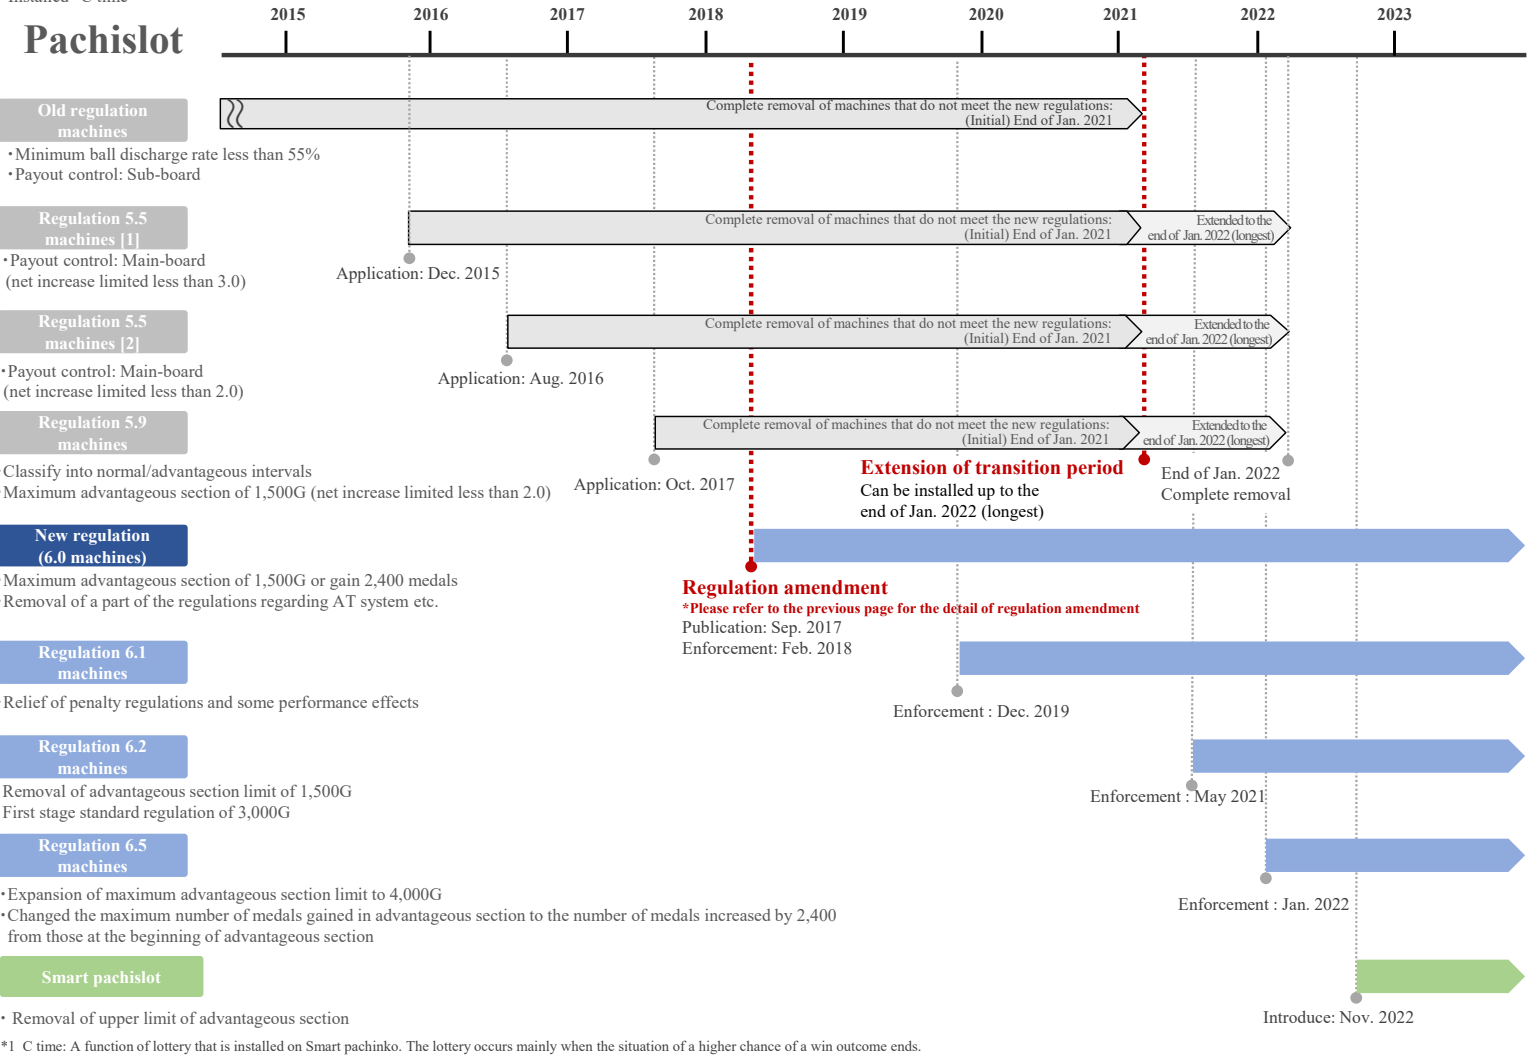 2015 2016 2017 2018 2019 2020 2021 2022 2023
Pachislot
Old regulation
machines
Complete removal of machines that do not meet the new regulations:
(Initial) End of Jan. 2021
・Minimum ball discharge rate less than 55%
・Payout control: Sub-board
Regulation 5.5
machines [1]
Complete removal of machines that do not meet the new regulations:
(Initial) End of Jan. 2021
Extended to the
end of Jan. 2022 (longest)
・Payout control: Main-board
(net increase limited less than 3.0)
Application: Dec. 2015
Regulation 5.5
machines [2]
Complete removal of machines that do not meet the new regulations:
(Initial) End of Jan. 2021
Extended to the
end of Jan. 2022 (longest)
・Payout control: Main-board
(net increase limited less than 2.0)
Application: Aug. 2016
Regulation 5.9
machines
Complete removal of machines that do not meet the new regulations:
(Initial) End of Jan. 2021
Extended to the
end of Jan. 2022 (longest)
・Classify into normal/advantageous intervals
・Maximum advantageous section of 1,500G (net increase limited less than 2.0)
Application: Oct. 2017
Extension of transition period
Can be installed up to the
end of Jan. 2022 (longest)
End of Jan. 2022
Complete removal
New regulation
(6.0 machines)
・Maximum advantageous section of 1,500G or gain 2,400 medals
・Removal of a part of the regulations regarding AT system etc.
Regulation amendment
*Please refer to the previous page for the detail of regulation amendment
Publication: Sep. 2017
Enforcement: Feb. 2018
Regulation 6.1
machines
・Relief of penalty regulations and some performance effects
Enforcement : Dec. 2019
Regulation 6.2
machines
Removal of advantageous section limit of 1,500G
First stage standard regulation of 3,000G
Enforcement : May 2021
Regulation 6.5
machines
・Expansion of maximum advantageous section limit to 4,000G
・Changed the maximum number of medals gained in advantageous section to the number of medals increased by 2,400
from those at the beginning of advantageous section
Enforcement : Jan. 2022
Smart pachislot
・ Removal of upper limit of advantageous section
Introduce: Nov. 2022
*1 C time: A function of lottery that is installed on Smart pachinko. The lottery occurs mainly when the situation of a higher chance of a win outcome ends.